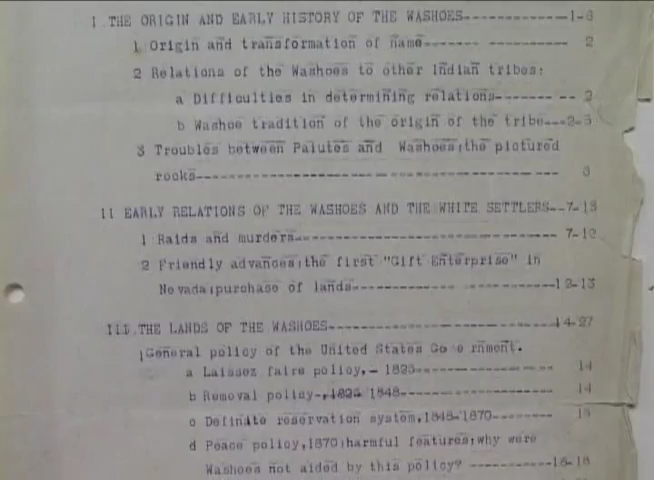 I THE ORIGIN AND EARLY HISTORY OF THE WASHOES---------------1-6
1 Origin and transformation of name------- ----------- 2
2 Relations of the Washoes to other Indian tribes:
a Difficulties in determining relations--------- -- 2
b Washoe tradition of the origin of the tribe---2-5
3 Troubles between Paiutes and Washoes;the pictured
rocks--------------------------------------------- 6
II EARLY RELATIONS OF THE WASHOES AND THE WHITE SETTLERS--7-13
1 Raids and murders-------------------------------- 7-12
2 Friendly advances;the first "Gift Enterprise" in
Nevada;purchase of lands-------------------------12-13
III.THE LANDS OF THE WASHOES----------------------------14-27
1General policy of the United States Go e rnment.
a Laissez faire policy,- 1825------------------- 14
b Removal policy-,1825 1848--------------------- 14
c Definite reservation system,1848-1870--------- 15
d Peace policy,1870;harmful features;why were
Washoes not aided by this policy? -----------16-18